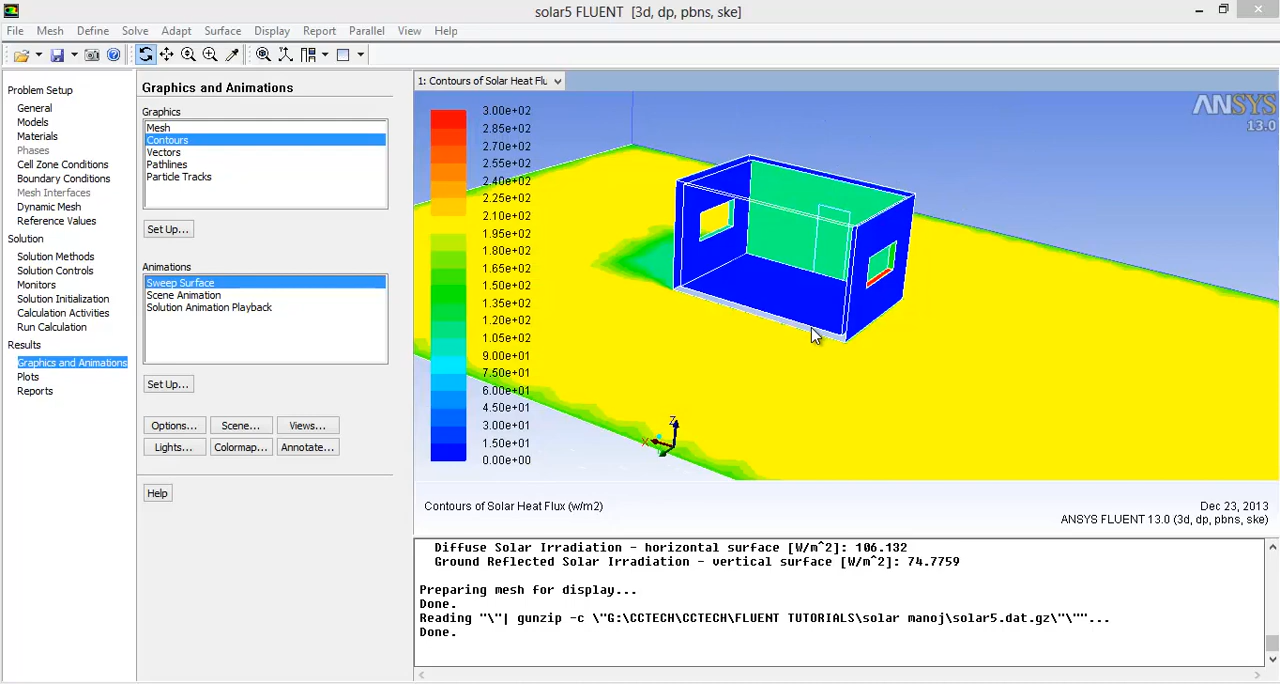 solar5 FLUENT [3d, dp, pbns, ske]
File Mesh Define Solve Adapt Surface Display Report Parallel View Help
Problem Setup
General
Models
Materials
Phases
Cell Zone Conditions
Boundary Conditions
Mesh Interfaces
Dynamic Mesh
Reference Values
Solution
Solution Methods
Solution Controls
Monitors
Solution Initialization
Calculation Activities
Run Calculation
Results
Graphics and Animations
Plots
Reports
Graphics and Animations
Graphics
Mesh
Contours
Vectors
Pathlines
Particle Tracks
Set Up...
Animations
Sweep Surface
Scene Animation
Solution Animation Playback
Set Up...
Options... Scene... Views...
Lights... Colormap... Annotate...
Help
1: Contours of Solar Heat Flu
ANSYS
13.0
3.00e+02
2.85e+02
2.70e+02
2.55e+02
2.40e+02
2.25e+02
2.10e+02
1.95e+02
1.80e+02
1.65e+02
1.50e+02
1.35e+02
1.20e+02
1.05e+02
9.00e+01
7.50e+01
6.00e+01
4.50e+01
3.00e+01
1.50e+01
0.00e+00
Z
X
Contours of Solar Heat Flux (w/m2)
Dec 23, 2013
ANSYS FLUENT 13.0 (3d, dp, pbns, ske)
Diffuse Solar Irradiation - horizontal surface [W/m^2]: 106.132
Ground Reflected Solar Irradiation - vertical surface [W/m^2]: 74.7759
Preparing mesh for display...
Done.
Reading "\"| gunzip -c \"G:\CCTECH\CCTECH\FLUENT TUTORIALS\solar manoj\solar5.dat.gz\"\""...
Done.